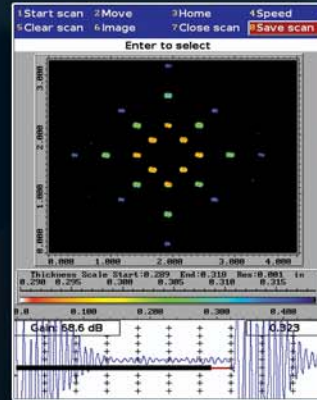 1Start scan 2Move 3Home 4Speed
5Clear scan 6Image 7Close scan 8Save scan
Enter to select
3.000
2.000
1.000
0.000
0.000 1.000 2.000 3.000 4.000
Thickness Scale Start:0.289 End:0.318 Res:0.001 in
0.290 0.295 0.300 0.305 0.310 0.315
0.0 0.100 0.200 0.300 0.400
Gain: 68.6 dB 0.323